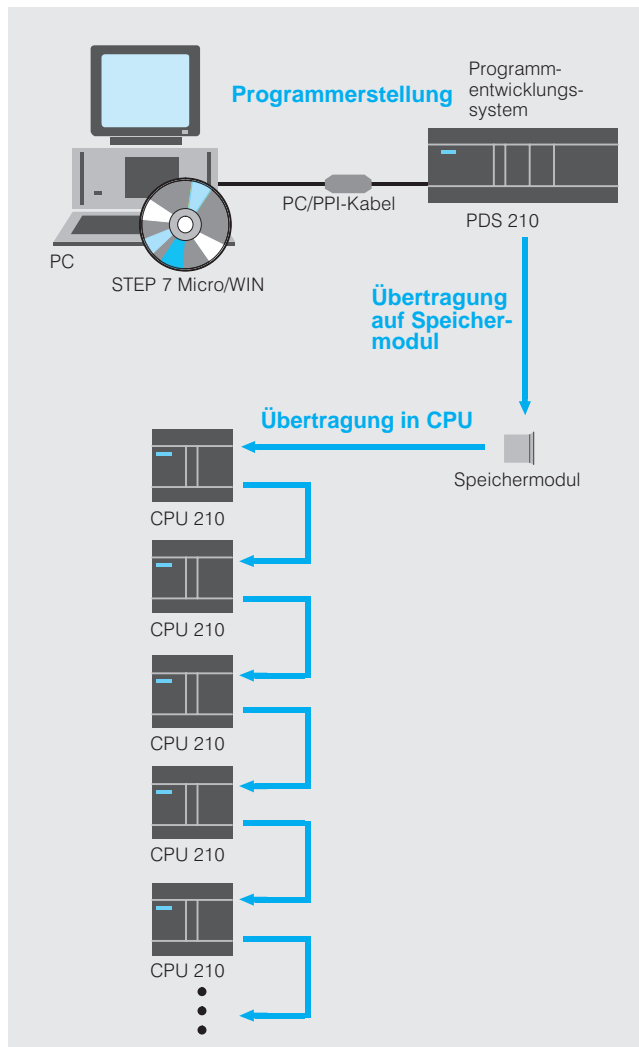 Programm-
entwicklungs-
system
Programmerstellung
PC/PPI-Kabel
PDS 210
PC
STEP 7 Micro/WIN
Übertragung
auf Speicher-
modul
Übertragung in CPU
Speichermodul
CPU 210
CPU 210
CPU 210
CPU 210
CPU 210